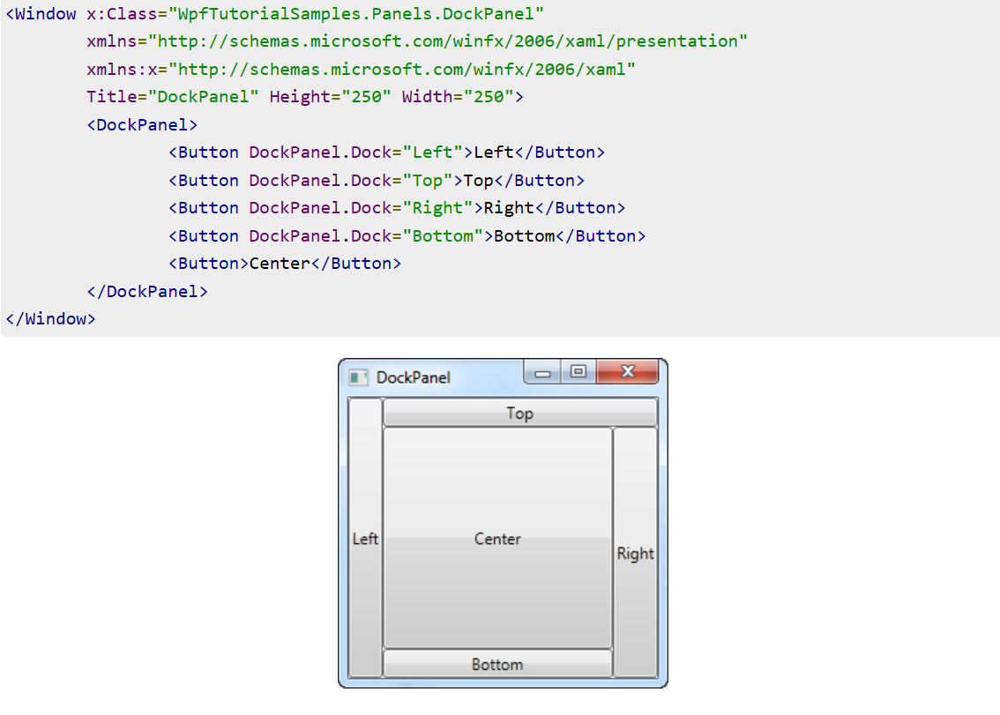 <Window x:Class="WpfTutorialSamples.Panels.DockPanel"
        xmlns="http://schemas.microsoft.com/winfx/2006/xaml/presentation"
        xmlns:x="http://schemas.microsoft.com/winfx/2006/xaml"
        Title="DockPanel" Height="250" Width="250">
        <DockPanel>
                <Button DockPanel.Dock="Left">Left</Button>
                <Button DockPanel.Dock="Top">Top</Button>
                <Button DockPanel.Dock="Right">Right</Button>
                <Button DockPanel.Dock="Bottom">Bottom</Button>
                <Button>Center</Button>
        </DockPanel>
</Window>
DockPanel
Top
Left
Center
Right
Bottom